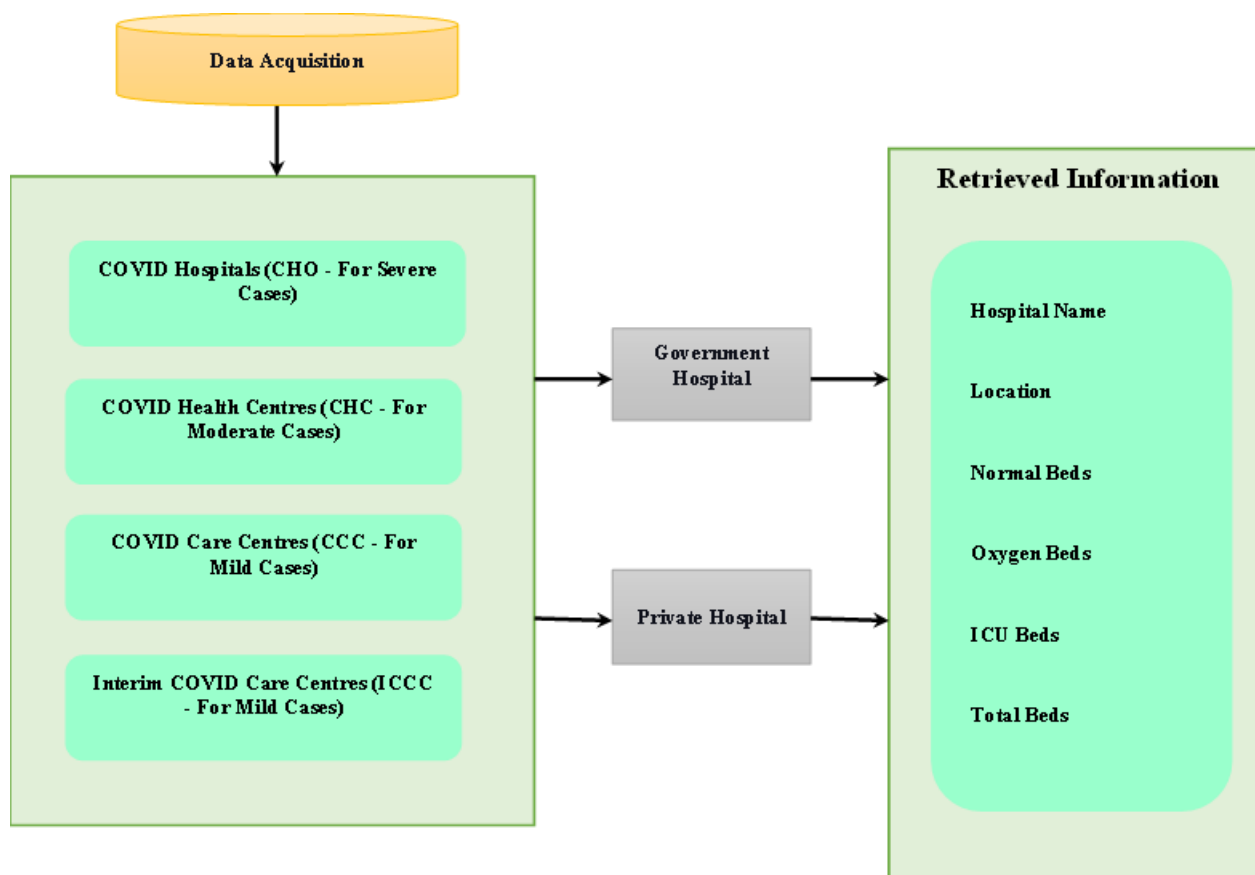 Data Acquisition
COVID Hospitals (CHO - For Severe
Cases)
COVID Health Centres (CHC - For
Moderate Cases)
COVID Care Centres (CCC - For
Mild Cases)
Interim COVID Care Centres (ICCC
- For Mild Cases)
Government
Hospital
Private Hospital
Retrieved Information
Hospital Name
Location
Normal Beds
Oxygen Beds
ICU Beds
Total Beds